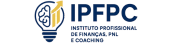 IPFPC
INSTITUTO PROFISSIONAL
DE FINANÇAS, PNL
E COACHING